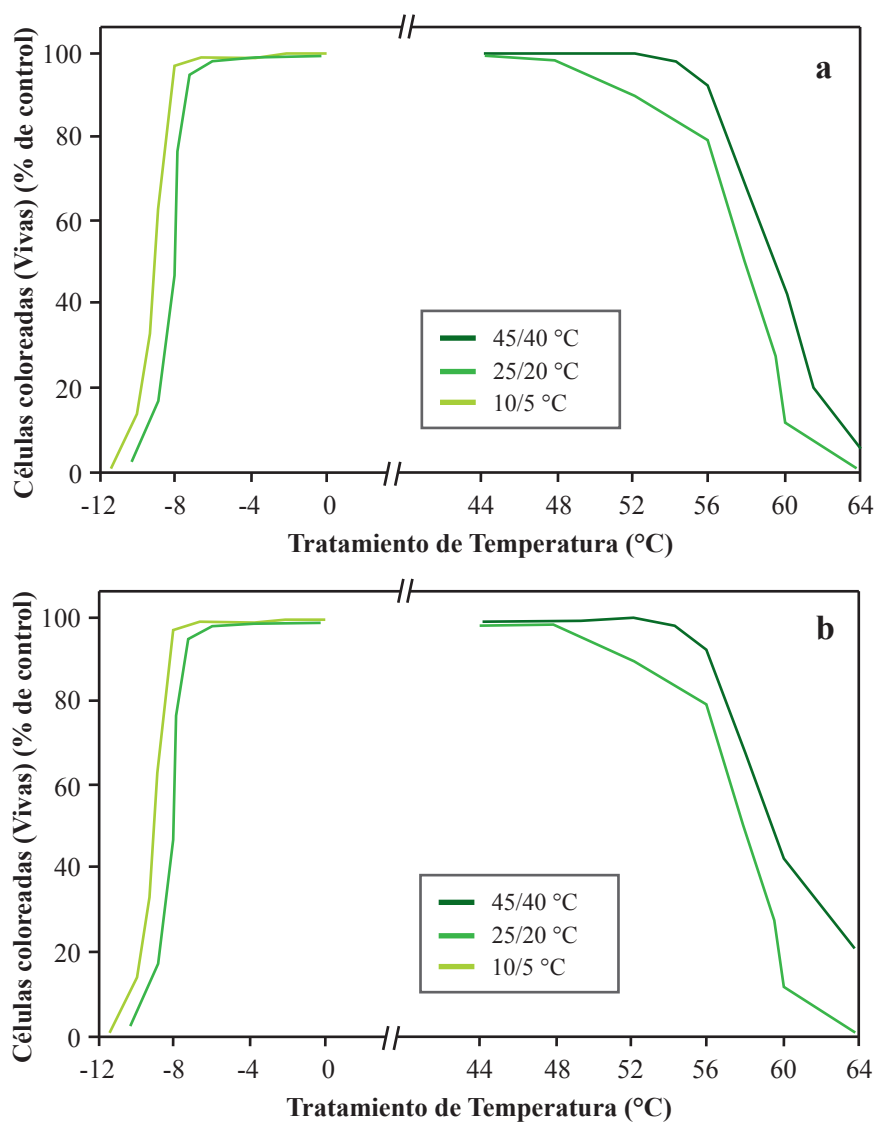 a
Células coloreadas (Vivas) (% de control)
100
80
60
40
20
0
45/40 °C
25/20 °C
10/5 °C
-12 -8 -4 0 44 48 52 56 60 64
Tratamiento de Temperatura (°C)
b
Células coloreadas (Vivas) (% de control)
100
80
60
40
20
0
45/40 °C
25/20 °C
10/5 °C
-12 -8 -4 0 44 48 52 56 60 64
Tratamiento de Temperatura (°C)